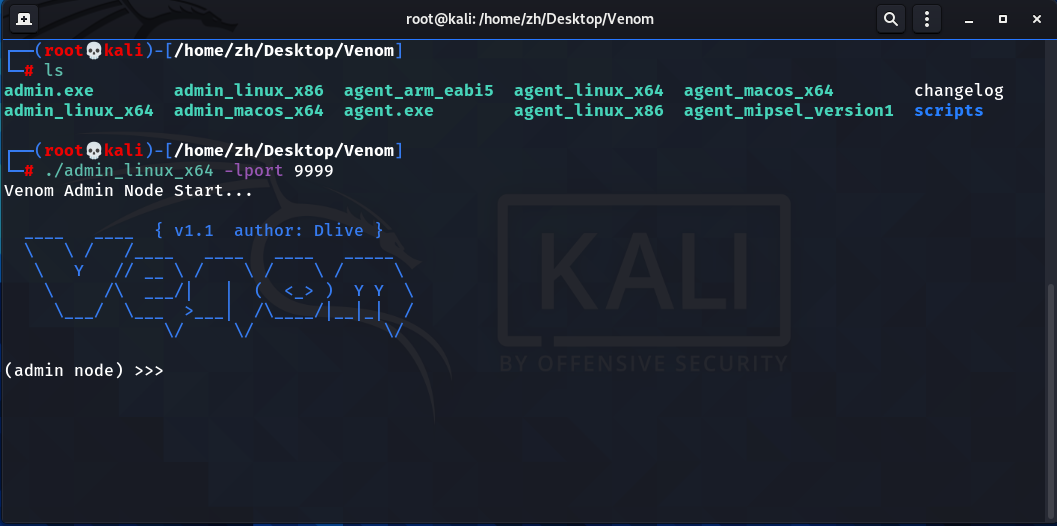 root@kali: /home/zh/Desktop/Venom
┌──(root💀kali)-[/home/zh/Desktop/Venom]
└─# ls
admin.exe admin_linux_x86 agent_arm_eabi5 agent_linux_x64 agent_macos_x64 changelog
admin_linux_x64 admin_macos_x64 agent.exe agent_linux_x86 agent_mipsel_version1 scripts
┌──(root💀kali)-[/home/zh/Desktop/Venom]
└─# ./admin_linux_x64 -lport 9999
Venom Admin Node Start...
{ v1.1 author: Dlive }
Venom
(admin node) >>>
KALI
BY OFFENSIVE SECURITY